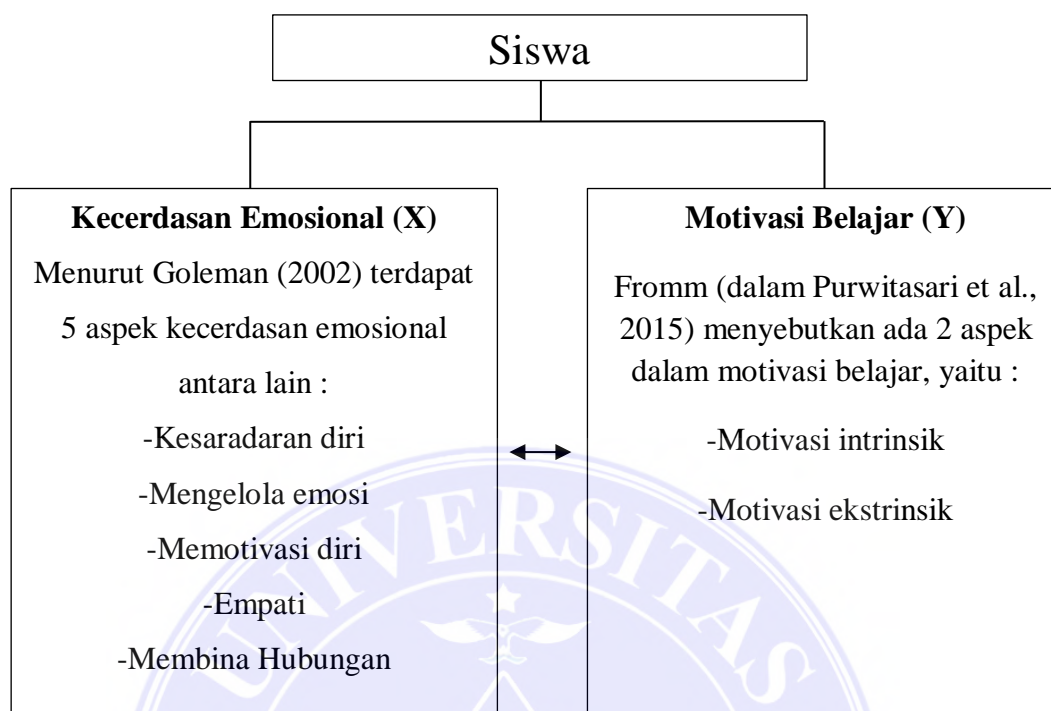 Siswa
Kecerdasan Emosional (X)
Menurut Goleman (2002) terdapat
5 aspek kecerdasan emosional
antara lain :
-Kesaradaran diri
-Mengelola emosi
-Memotivasi diri
-Empati
-Membina Hubungan
Motivasi Belajar (Y)
Fromm (dalam Purwitasari et al.,
2015) menyebutkan ada 2 aspek
dalam motivasi belajar, yaitu :
-Motivasi intrinsik
-Motivasi ekstrinsik
UNIVERSITAS